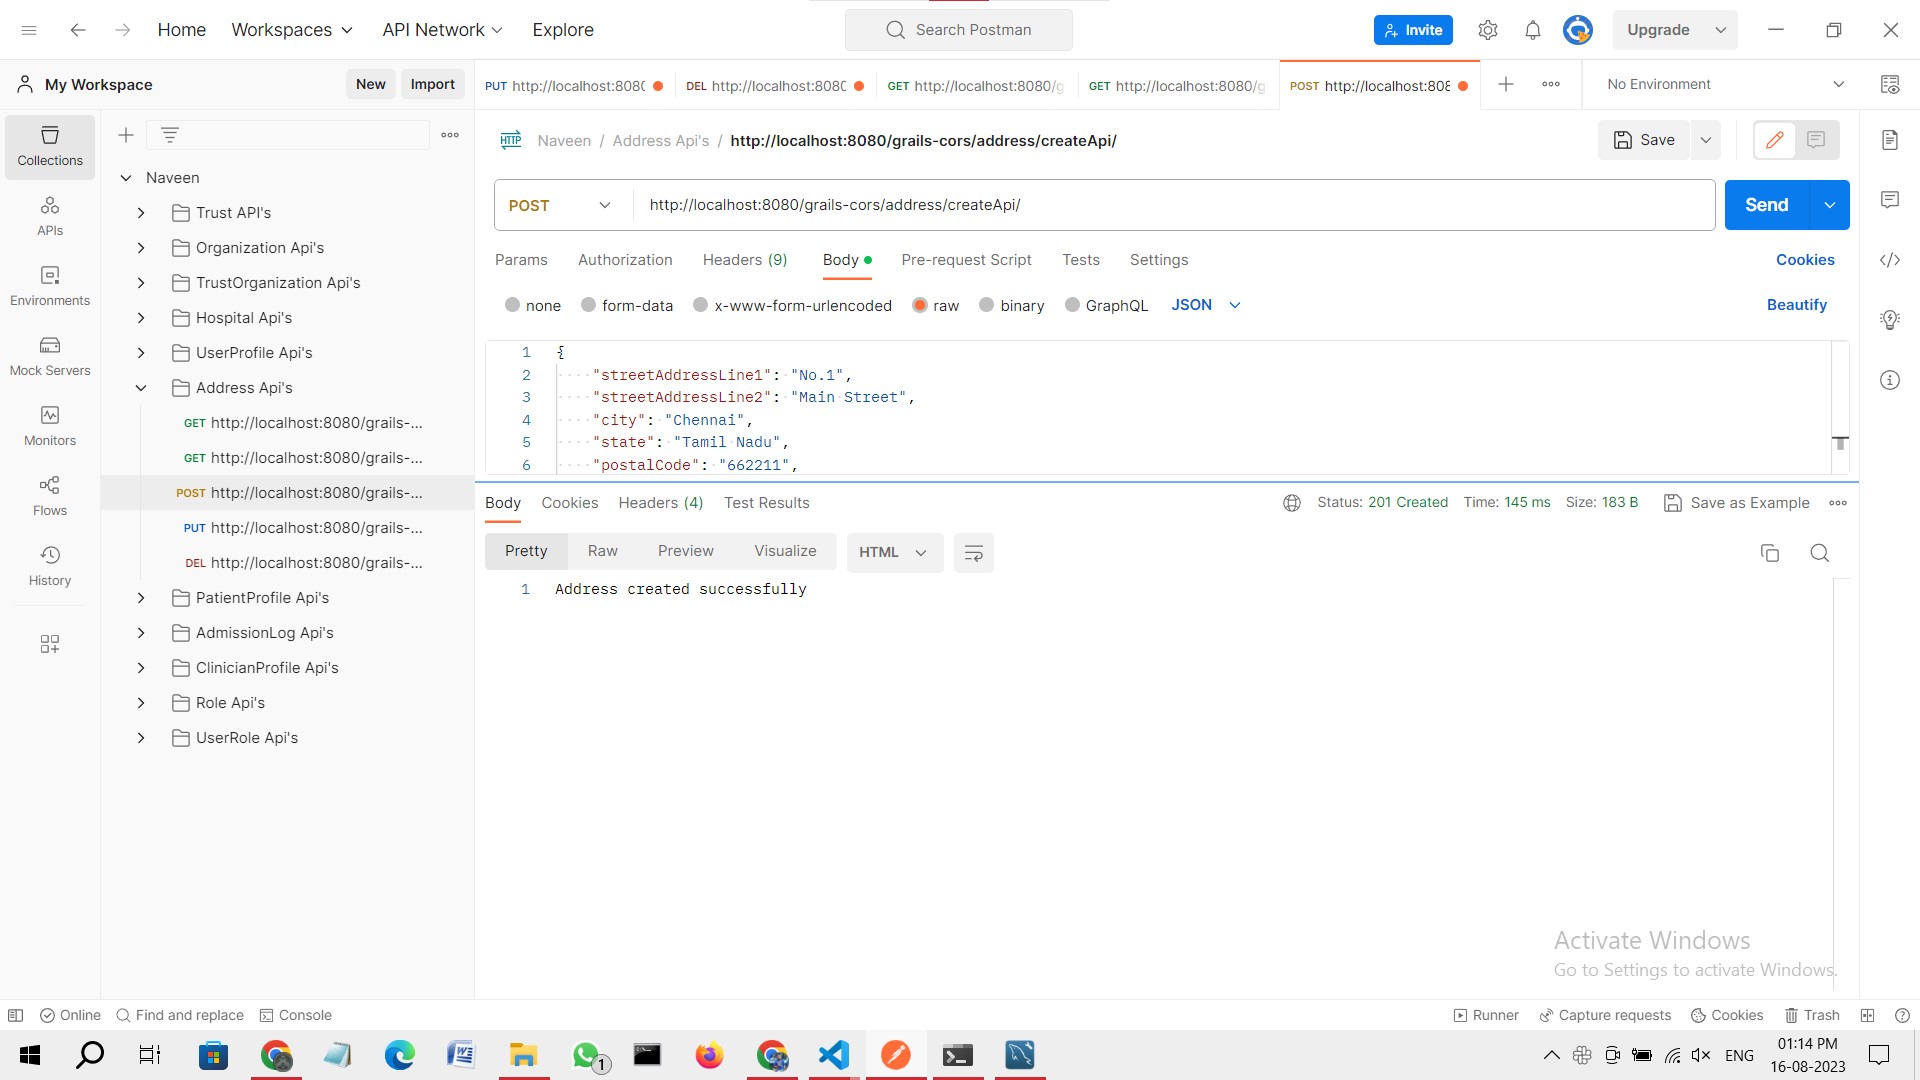 Home
Workspaces
API Network
Explore
Search Postman
Invite
Upgrade
My Workspace
New
Import
PUT http://localhost:8080
DEL http://localhost:8080
GET http://localhost:8080/g
GET http://localhost:8080/g
POST http://localhost:808
No Environment
Collections
APIs
Environments
Mock Servers
Monitors
Flows
History
Naveen
Trust API's
Organization Api's
TrustOrganization Api's
Hospital Api's
UserProfile Api's
Address Api's
GET http://localhost:8080/grails-...
GET http://localhost:8080/grails-...
POST http://localhost:8080/grails-...
PUT http://localhost:8080/grails-...
DEL http://localhost:8080/grails-...
PatientProfile Api's
AdmissionLog Api's
ClinicianProfile Api's
Role Api's
UserRole Api's
HTTP Naveen / Address Api's / http://localhost:8080/grails-cors/address/createApi/
Save
POST http://localhost:8080/grails-cors/address/createApi/
Send
Params Authorization Headers (9) Body Pre-request Script Tests Settings
Cookies
none form-data x-www-form-urlencoded raw binary GraphQL JSON
Beautify
1 {
2 "streetAddressLine1": "No.1",
3 "streetAddressLine2": "Main Street",
4 "city": "Chennai",
5 "state": "Tamil Nadu",
6 "postalCode": "662211",
Body Cookies Headers (4) Test Results
Status: 201 Created Time: 145 ms Size: 183 B Save as Example
Pretty Raw Preview Visualize HTML
1 Address created successfully
Activate Windows
Go to Settings to activate Windows.
Online Find and replace Console
Runner Capture requests Cookies Trash
1
ENG
01:14 PM
16-08-2023